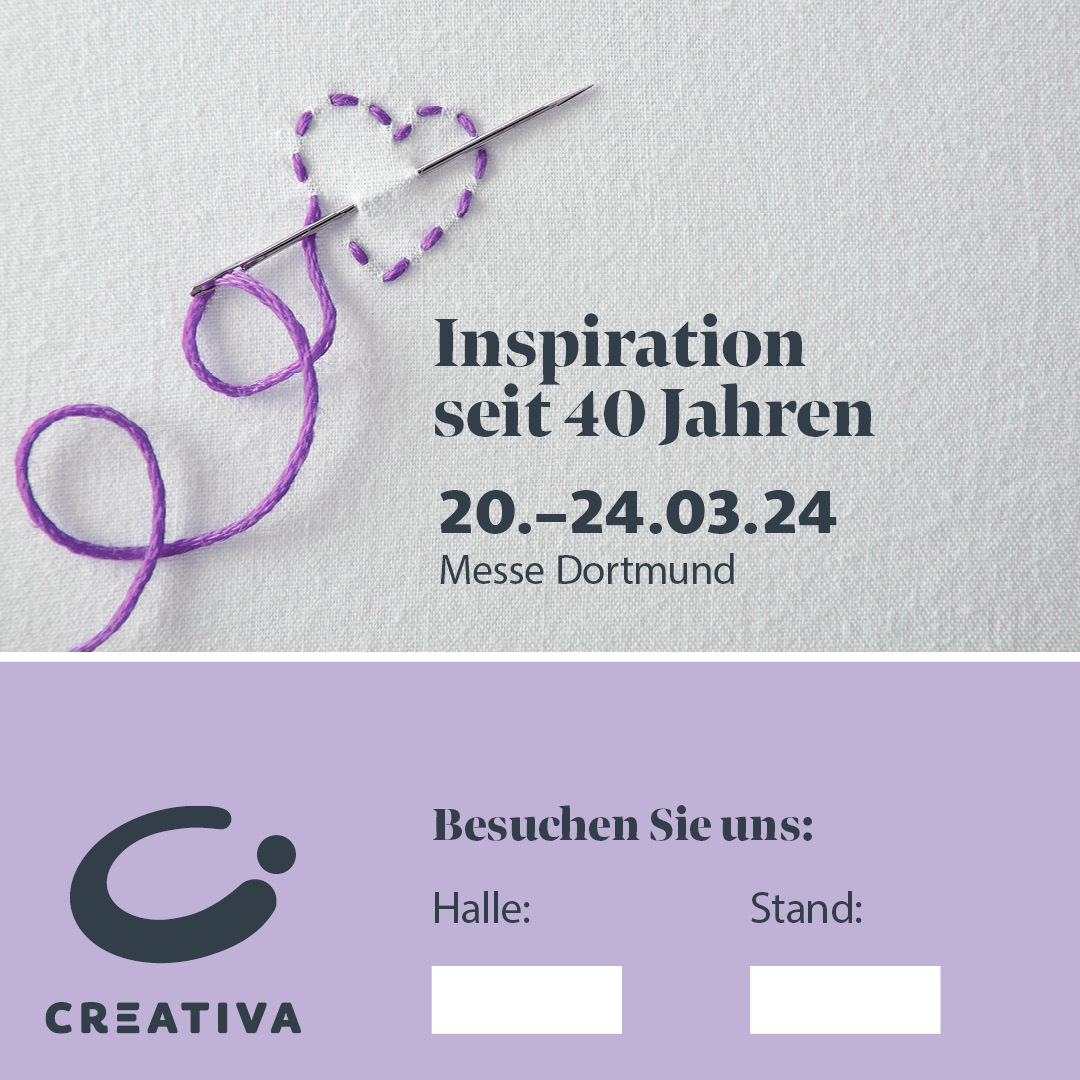 Inspiration
seit 40 Jahren
20.–24.03.24
Messe Dortmund
Besuchen Sie uns:
Halle:
Stand:
CREATIVA